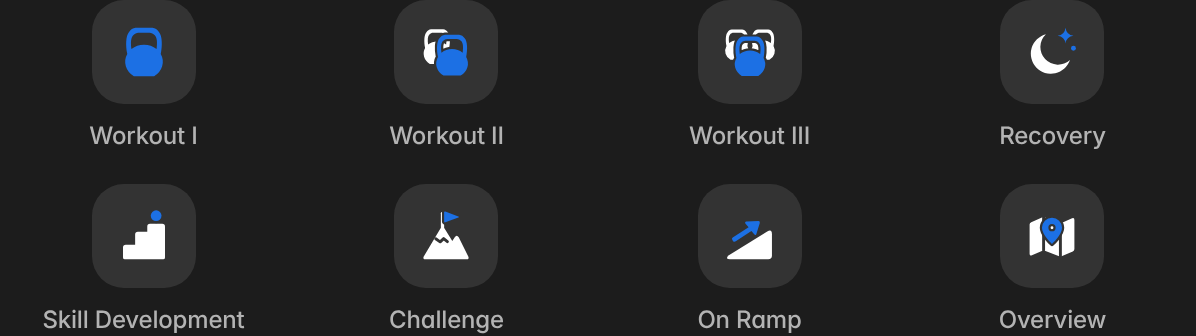 Workout I
Workout II
Workout III
Recovery
Skill Development
Challenge
On Ramp
Overview